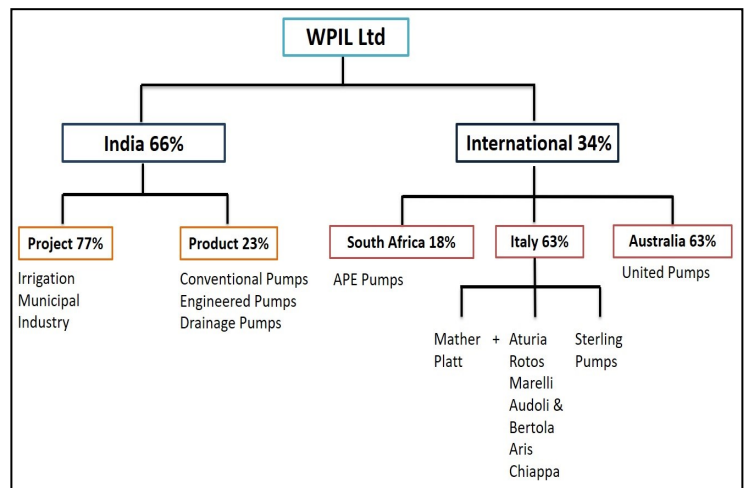 WPIL Ltd
India 66%
International 34%
Project 77%
Product 23%
South Africa 18%
Italy 63%
Australia 63%
Irrigation
Municipal
Industry
Conventional Pumps
Engineered Pumps
Drainage Pumps
APE Pumps
United Pumps
Mather +
Platt
Aturia
Rotos
Marelli
Audoli &
Bertola
Aris
Chiappa
Sterling
Pumps